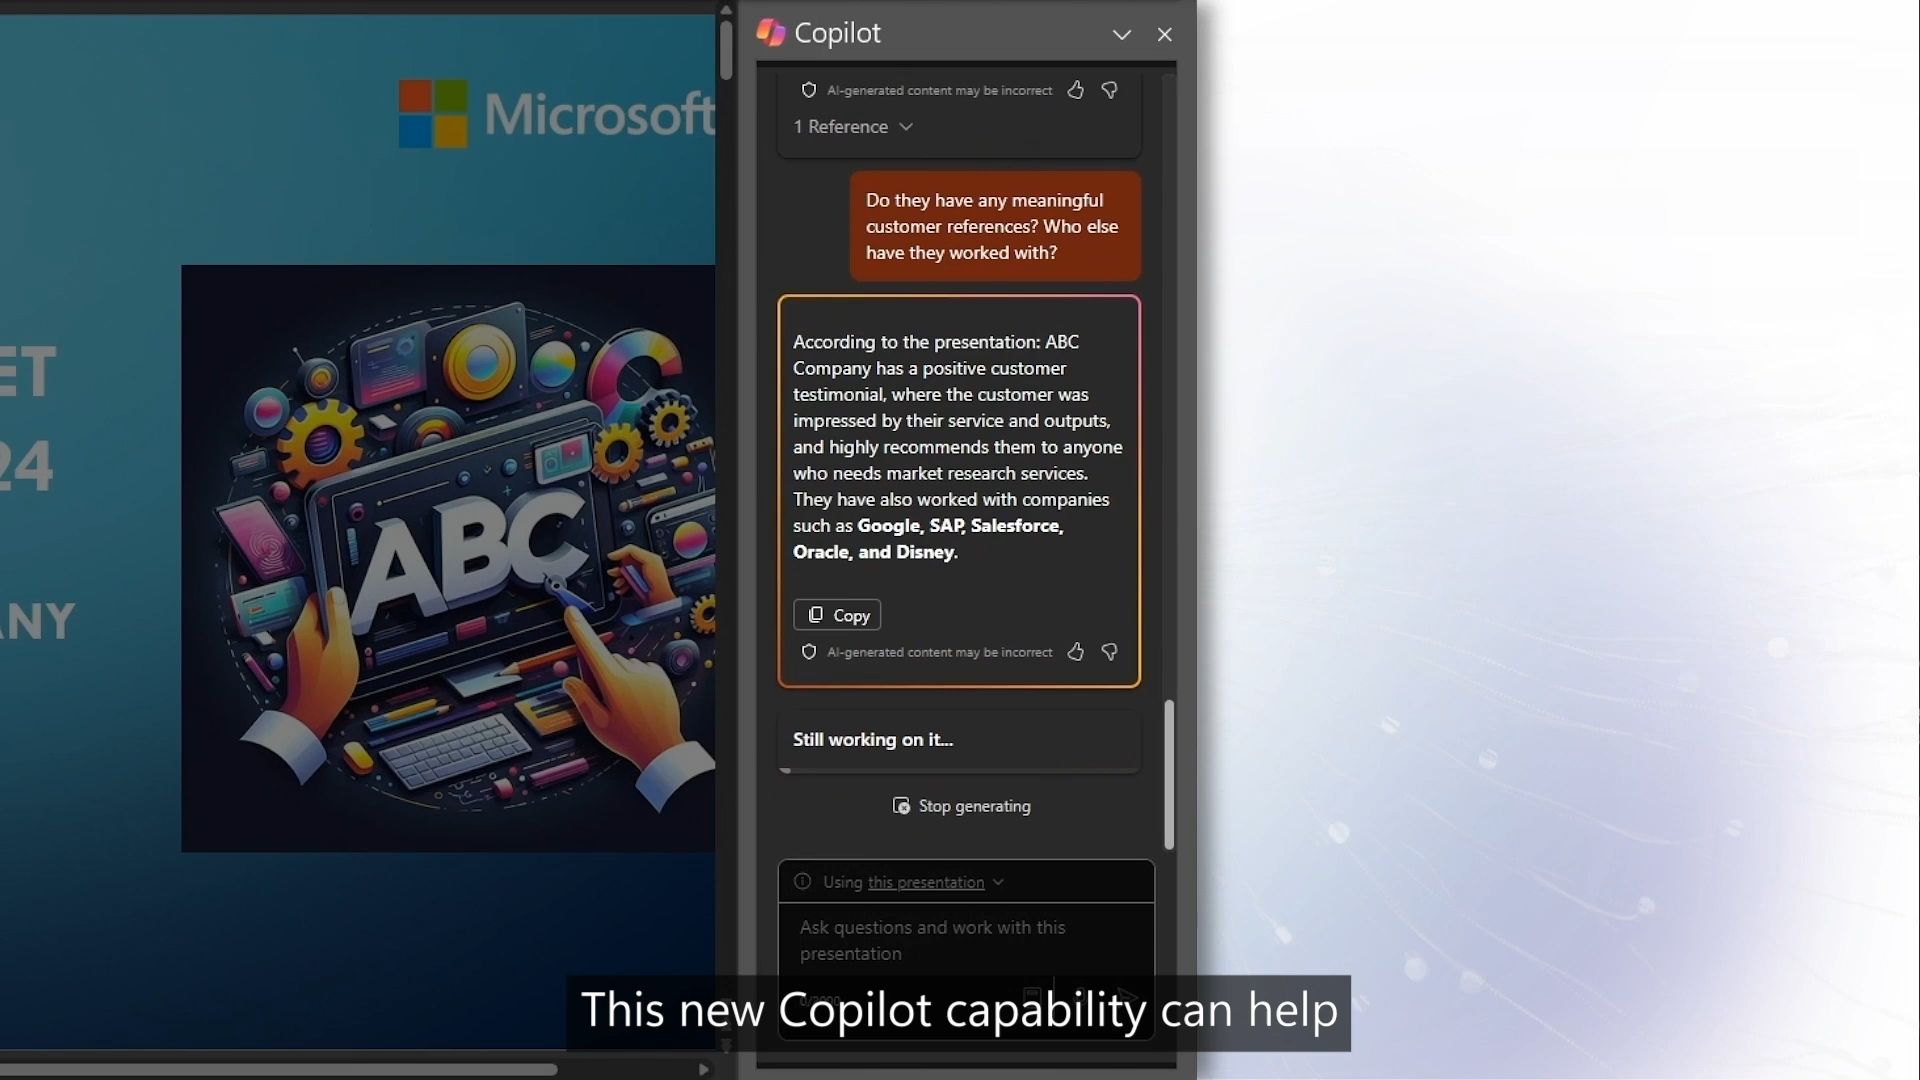 Microsoft
ET
24
ANY
ABC
Copilot
AI-generated content may be incorrect
1 Reference
Do they have any meaningful
customer references? Who else
have they worked with?
According to the presentation: ABC
Company has a positive customer
testimonial, where the customer was
impressed by their service and outputs,
and highly recommends them to anyone
who needs market research services.
They have also worked with companies
such as Google, SAP, Salesforce,
Oracle, and Disney.
Copy
AI-generated content may be incorrect
Still working on it...
Stop generating
Using this presentation
Ask questions and work with this
presentation
This new Copilot capability can help